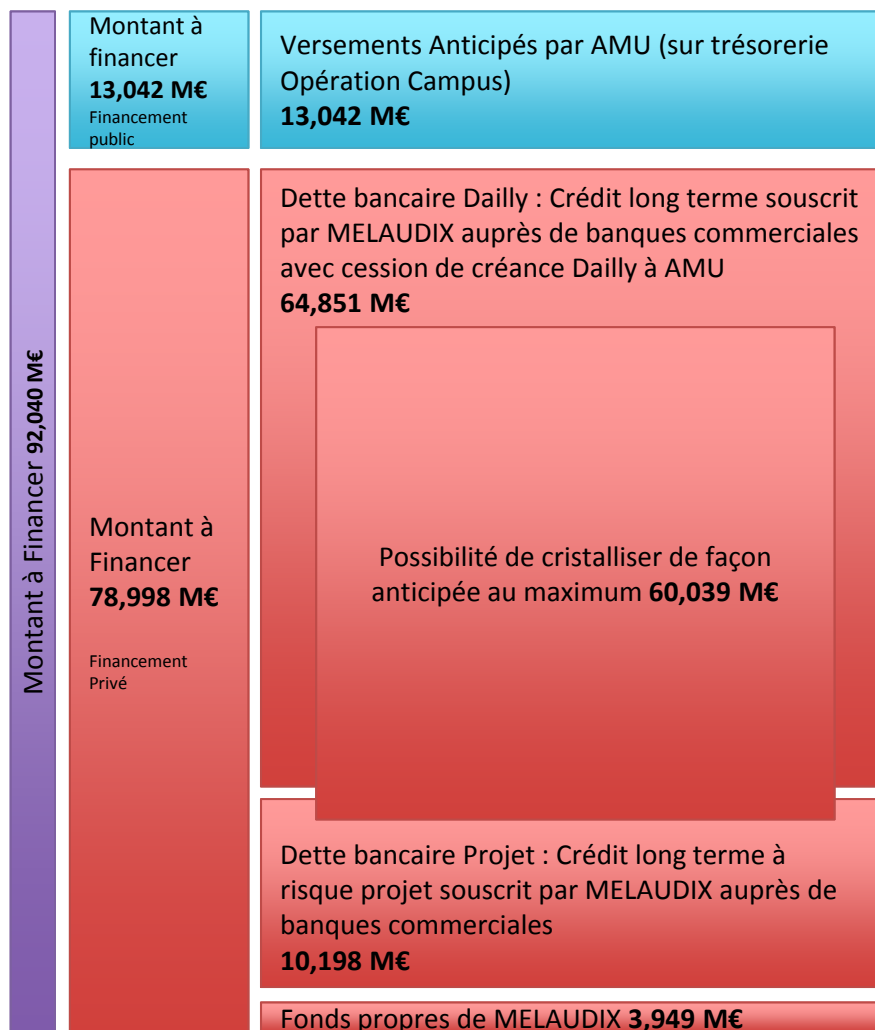 Montant à Financer 92,040 M€
Montant à
financer
13,042 M€
Financement
public
Versements Anticipés par AMU (sur trésorerie
Opération Campus)
13,042 M€
Montant à
Financer
78,998 M€
Financement
Privé
Dette bancaire Dailly : Crédit long terme souscrit
par MELAUDIX auprès de banques commerciales
avec cession de créance Dailly à AMU
64,851 M€
Possibilité de cristalliser de façon
anticipée au maximum 60,039 M€
Dette bancaire Projet : Crédit long terme à
risque projet souscrit par MELAUDIX auprès de
banques commerciales
10,198 M€
Fonds propres de MELAUDIX 3,949 M€